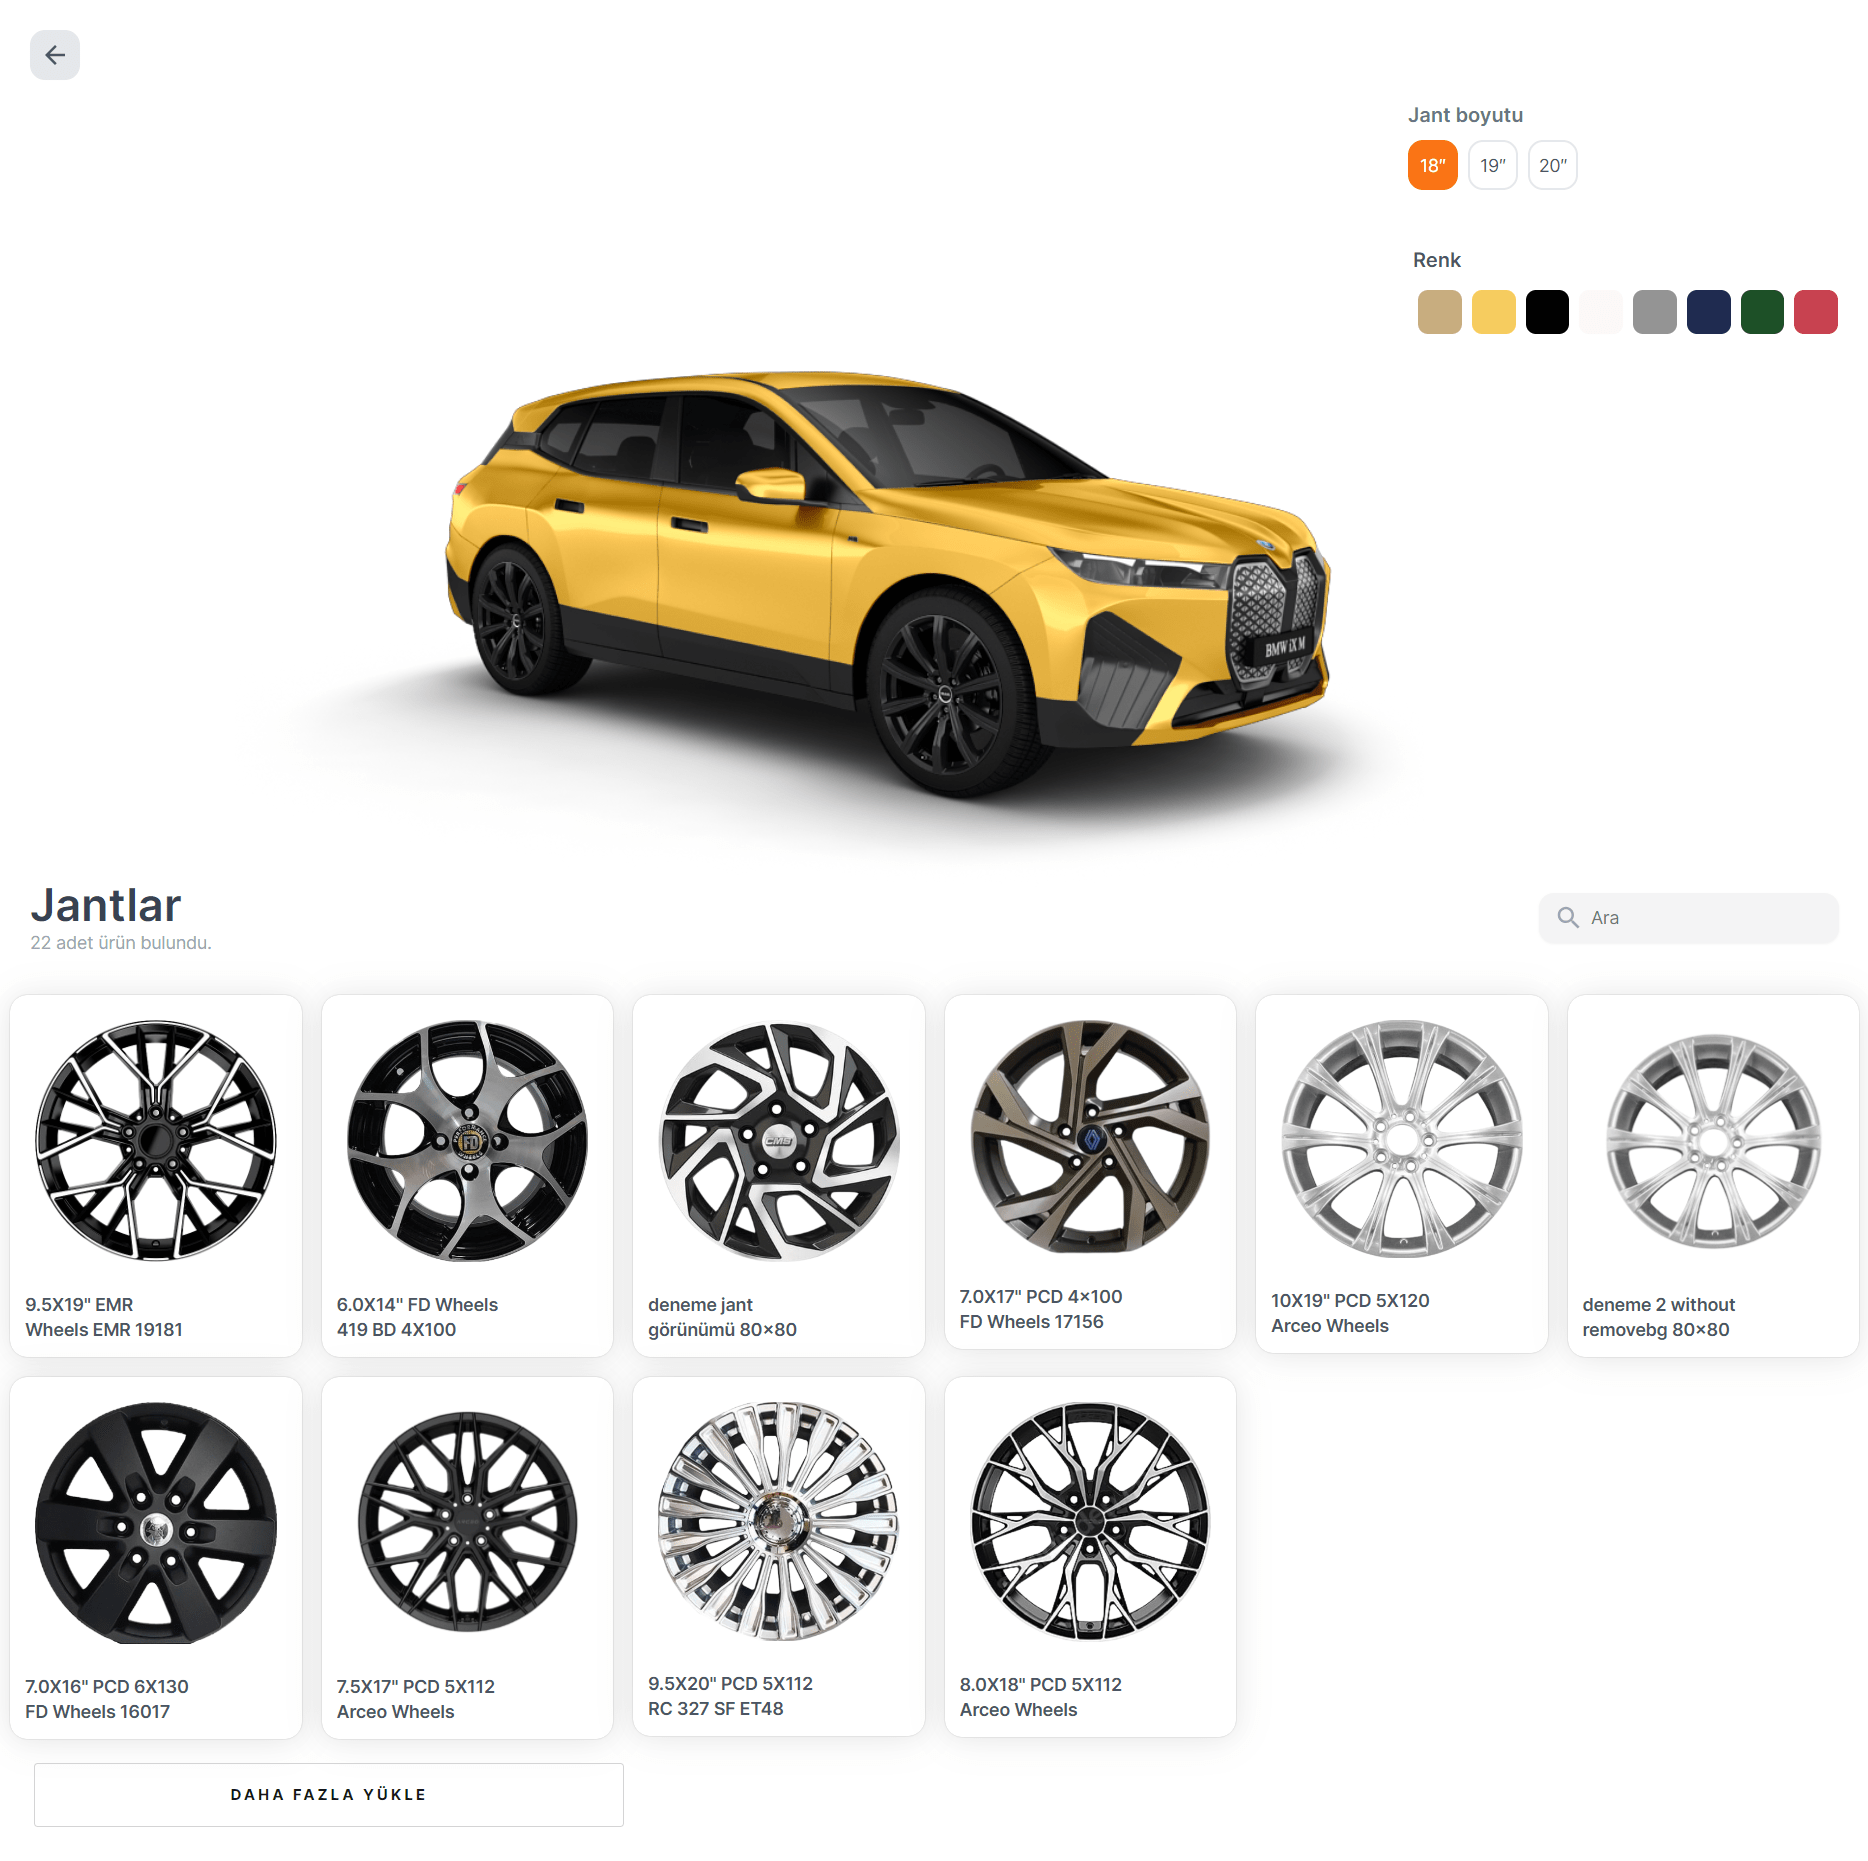 Jant boyutu
18″
19″
20″
Renk
BMW iX M
Jantlar
22 adet ürün bulundu.
Ara
FD
CMS
9.5X19" EMR
Wheels EMR 19181
6.0X14" FD Wheels
419 BD 4X100
deneme jant
görünümü 80×80
7.0X17" PCD 4×100
FD Wheels 17156
10X19" PCD 5X120
Arceo Wheels
deneme 2 without
removebg 80×80
7.0X16" PCD 6X130
FD Wheels 16017
7.5X17" PCD 5X112
Arceo Wheels
9.5X20" PCD 5X112
RC 327 SF ET48
8.0X18" PCD 5X112
Arceo Wheels
DAHA FAZLA YÜKLE